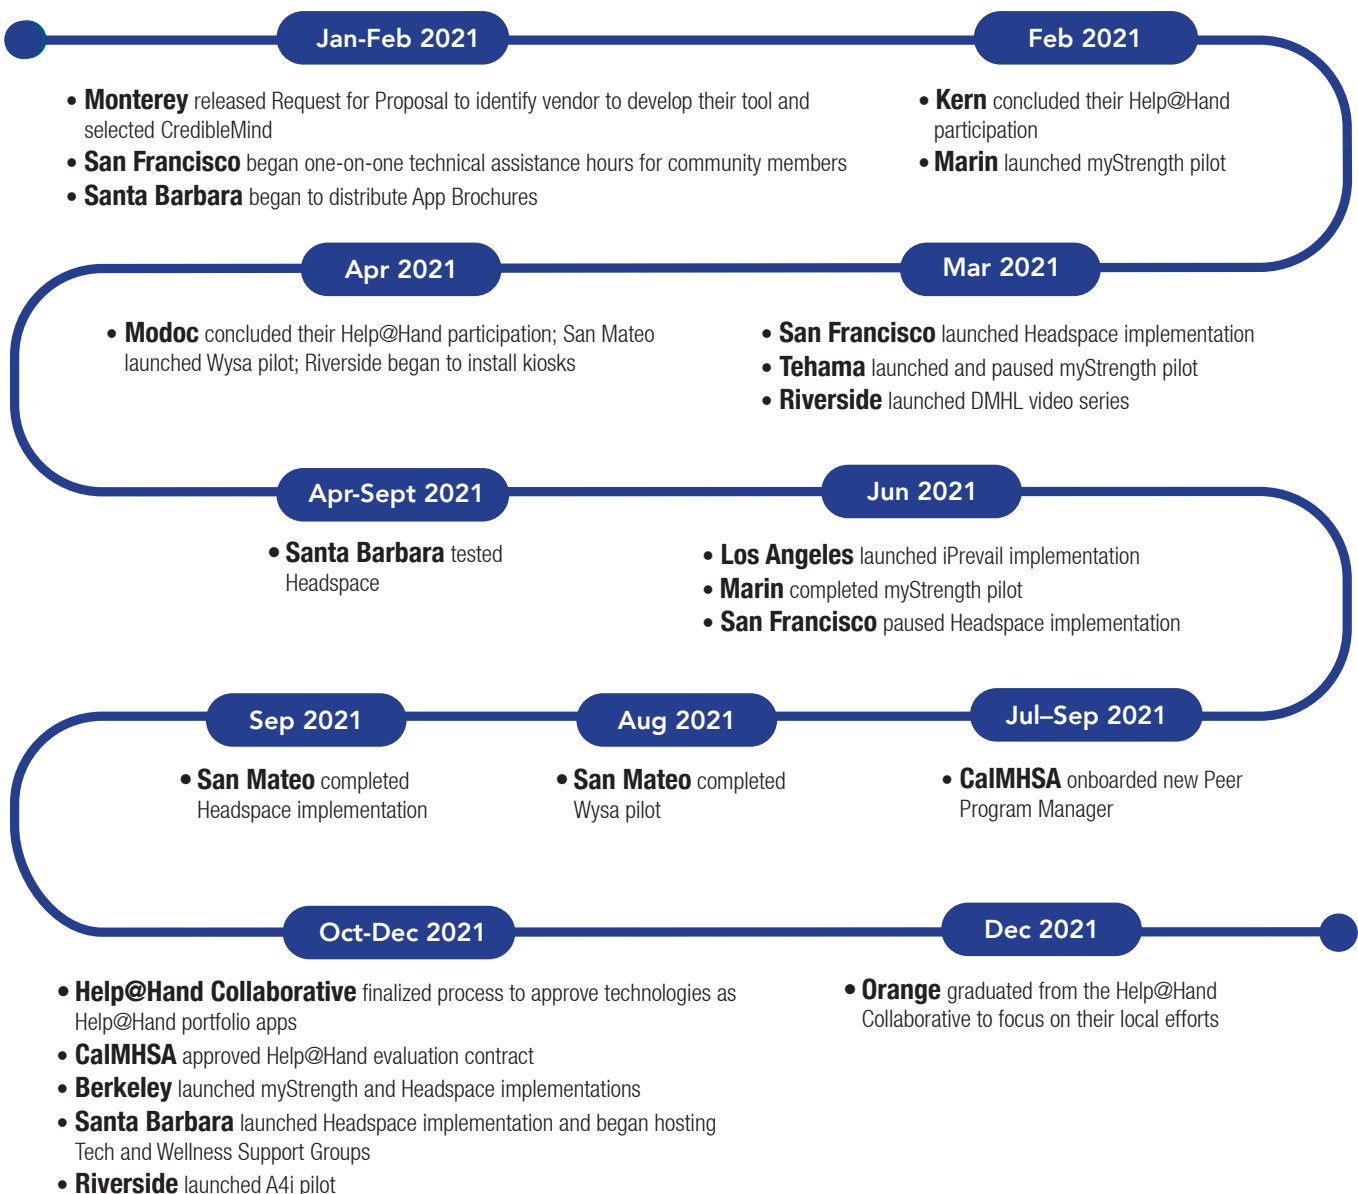 Jan-Feb 2021
• Monterey released Request for Proposal to identify vendor to develop their tool and
selected CredibleMind
• San Francisco began one-on-one technical assistance hours for community members
• Santa Barbara began to distribute App Brochures
Feb 2021
• Kern concluded their Help@Hand
participation
• Marin launched myStrength pilot
Mar 2021
• San Francisco launched Headspace implementation
• Tehama launched and paused myStrength pilot
• Riverside launched DMHL video series
Apr 2021
• Modoc concluded their Help@Hand participation; San Mateo
launched Wysa pilot; Riverside began to install kiosks
Apr-Sept 2021
• Santa Barbara tested
Headspace
Jun 2021
• Los Angeles launched iPrevail implementation
• Marin completed myStrength pilot
• San Francisco paused Headspace implementation
Jul–Sep 2021
• CalMHSA onboarded new Peer
Program Manager
Aug 2021
• San Mateo completed
Wysa pilot
Sep 2021
• San Mateo completed
Headspace implementation
Oct-Dec 2021
• Help@Hand Collaborative finalized process to approve technologies as
Help@Hand portfolio apps
• CalMHSA approved Help@Hand evaluation contract
• Berkeley launched myStrength and Headspace implementations
• Santa Barbara launched Headspace implementation and began hosting
Tech and Wellness Support Groups
• Riverside launched A4i pilot
Dec 2021
• Orange graduated from the Help@Hand
Collaborative to focus on their local efforts